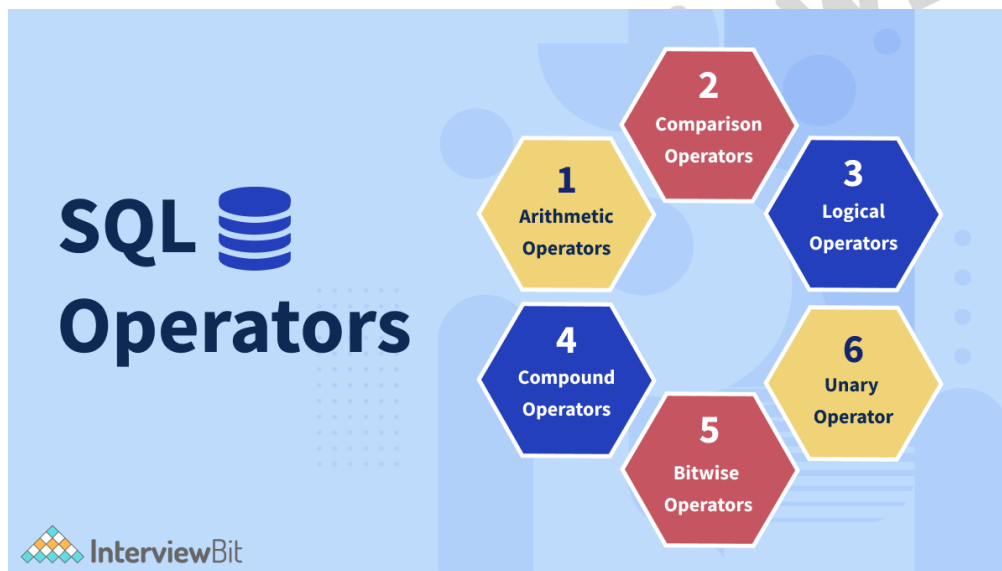 SQL
Operators
1
Arithmetic
Operators
2
Comparison
Operators
3
Logical
Operators
4
Compound
Operators
5
Bitwise
Operators
6
Unary
Operator
InterviewBit